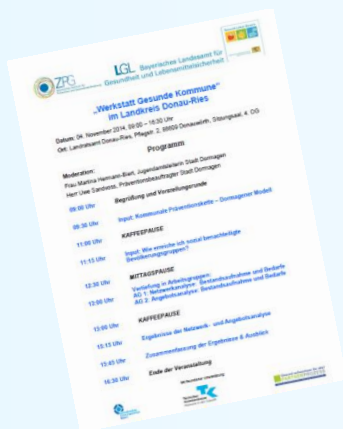 ZPG
LGL Bayerisches Landesamt für
Gesundheit und Lebensmittelsicherheit
„Werkstatt Gesunde Kommune"
im Landkreis Donau-Ries
Datum: 04. November 2014, 09:00 – 16:30 Uhr
Ort: Landratsamt Donau-Ries, Pflegstr. 2, 86609 Donauwörth, Sitzungsaal, 4. OG
Programm
Moderation:
Frau Martina Hermann-Biert, Jugendamtsleiterin Stadt Dormagen
Herr Uwe Sandvoss, Präventionsbeauftragter Stadt Dormagen
09:00 Uhr Begrüßung und Vorstellungsrunde
09:30 Uhr Input: Kommunale Präventionskette – Dormagener Modell
11:00 Uhr KAFFEEPAUSE
11:15 Uhr Input: Wie erreiche ich sozial benachteiligte
Bevölkerungsgruppen?
12:30 Uhr MITTAGSPAUSE
13:00 Uhr Vertiefung in Arbeitsgruppen:
AG 1: Netzwerkanalyse: Bestandsaufnahme und Bedarfe
AG 2: Angebotsanalyse: Bestandsaufnahme und Bedarfe
15:00 Uhr KAFFEEPAUSE
15:15 Uhr Ergebnisse der Netzwerk- und Angebotsanalyse
15:45 Uhr Zusammenfassung der Ergebnisse & Ausblick
16:30 Uhr Ende der Veranstaltung
TK